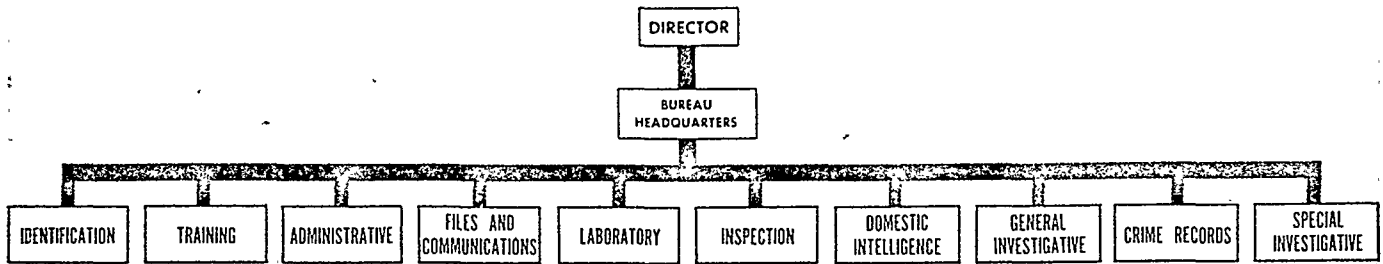 DIRECTOR
BUREAU
HEADQUARTERS
IDENTIFICATION
TRAINING
ADMINISTRATIVE
FILES AND
COMMUNICATIONS
LABORATORY
INSPECTION
DOMESTIC
INTELLIGENCE
GENERAL
INVESTIGATIVE
CRIME RECORDS
SPECIAL
INVESTIGATIVE